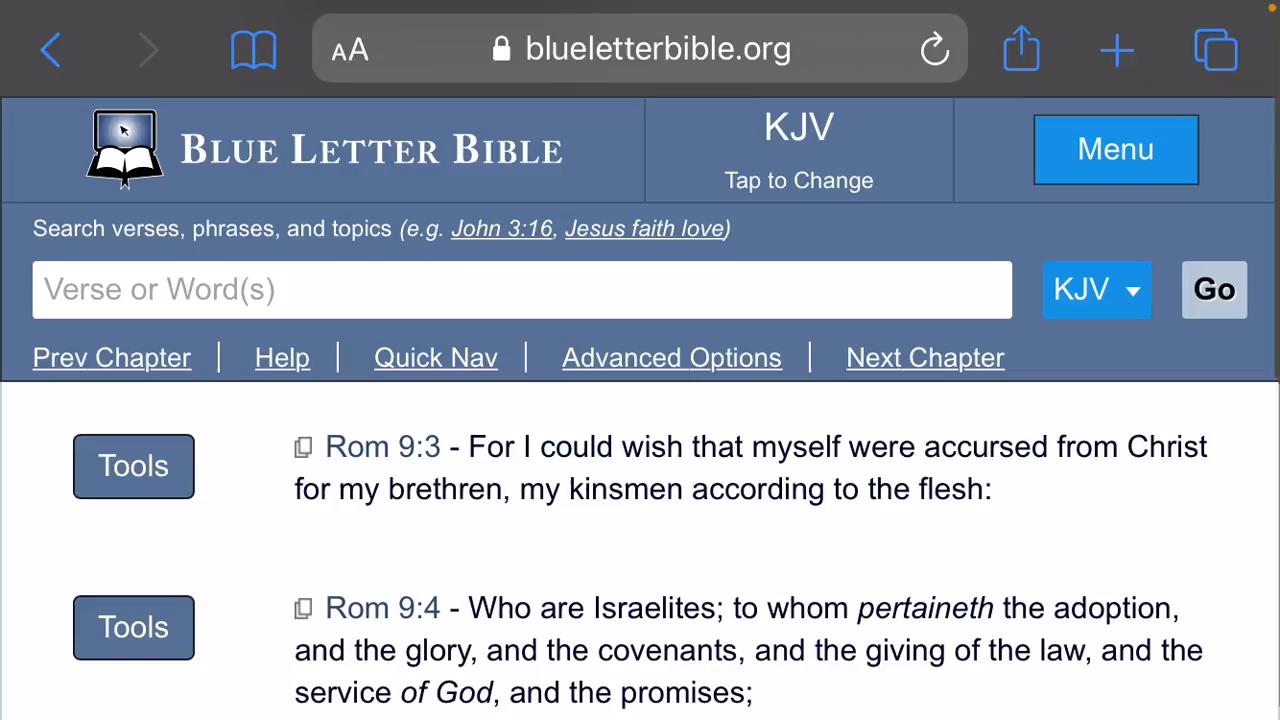 AA blueletterbible.org
BLUE LETTER BIBLE
KJV
Tap to Change
Menu
Search verses, phrases, and topics (e.g. John 3:16, Jesus faith love)
Verse or Word(s)
KJV
Go
Prev Chapter | Help | Quick Nav | Advanced Options | Next Chapter
Tools
Rom 9:3 - For I could wish that myself were accursed from Christ
for my brethren, my kinsmen according to the flesh:
Tools
Rom 9:4 - Who are Israelites; to whom pertaineth the adoption,
and the glory, and the covenants, and the giving of the law, and the
service of God, and the promises;